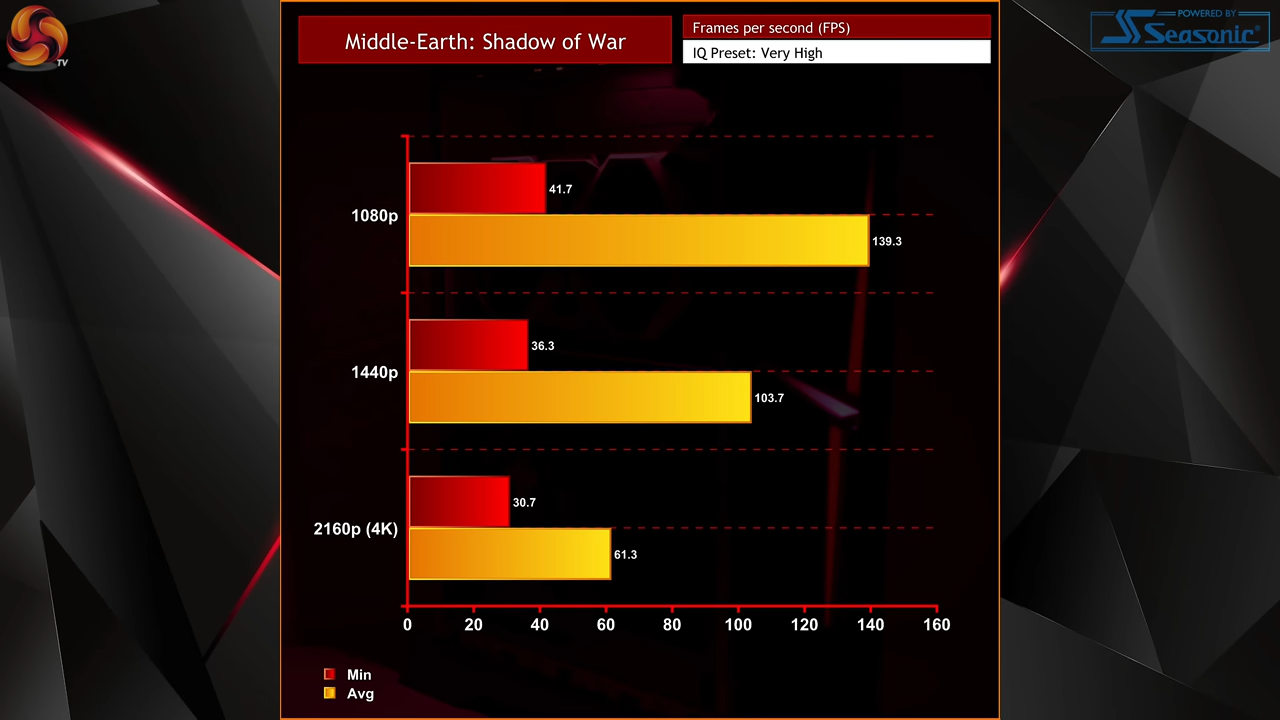 TV
Middle-Earth: Shadow of War
Frames per second (FPS)
IQ Preset: Very High
POWERED BY
Seasonic®
1080p
41.7
139.3
1440p
36.3
103.7
2160p (4K)
30.7
61.3
0 20 40 60 80 100 120 140 160
Min
Avg